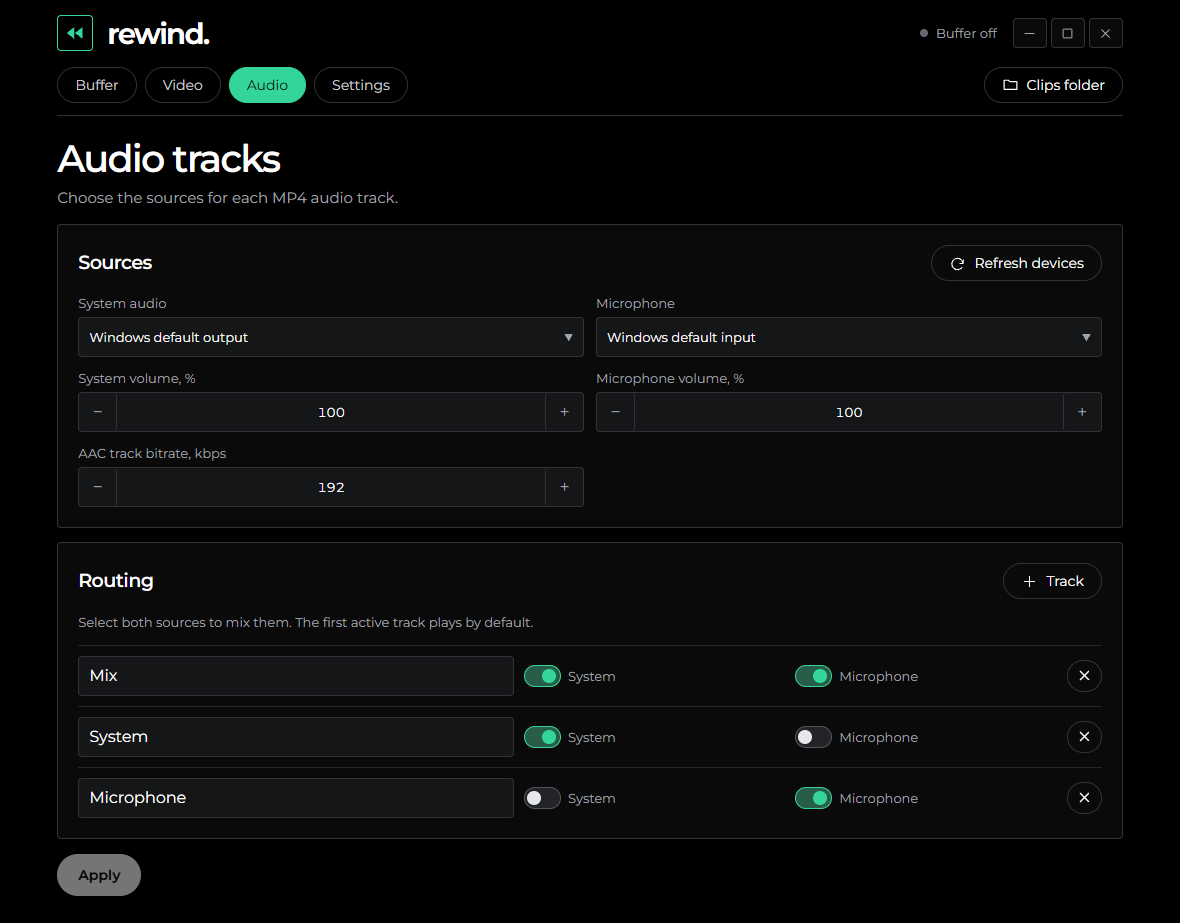 rewind.
Buffer off
Buffer
Video
Audio
Settings
Clips folder
Audio tracks
Choose the sources for each MP4 audio track.
Sources
Refresh devices
System audio
Microphone
Windows default output
Windows default input
System volume, %
Microphone volume, %
− 100 +
− 100 +
AAC track bitrate, kbps
− 192 +
Routing
+ Track
Select both sources to mix them. The first active track plays by default.
Mix
System
Microphone
System
System
Microphone
Microphone
System
Microphone
Apply